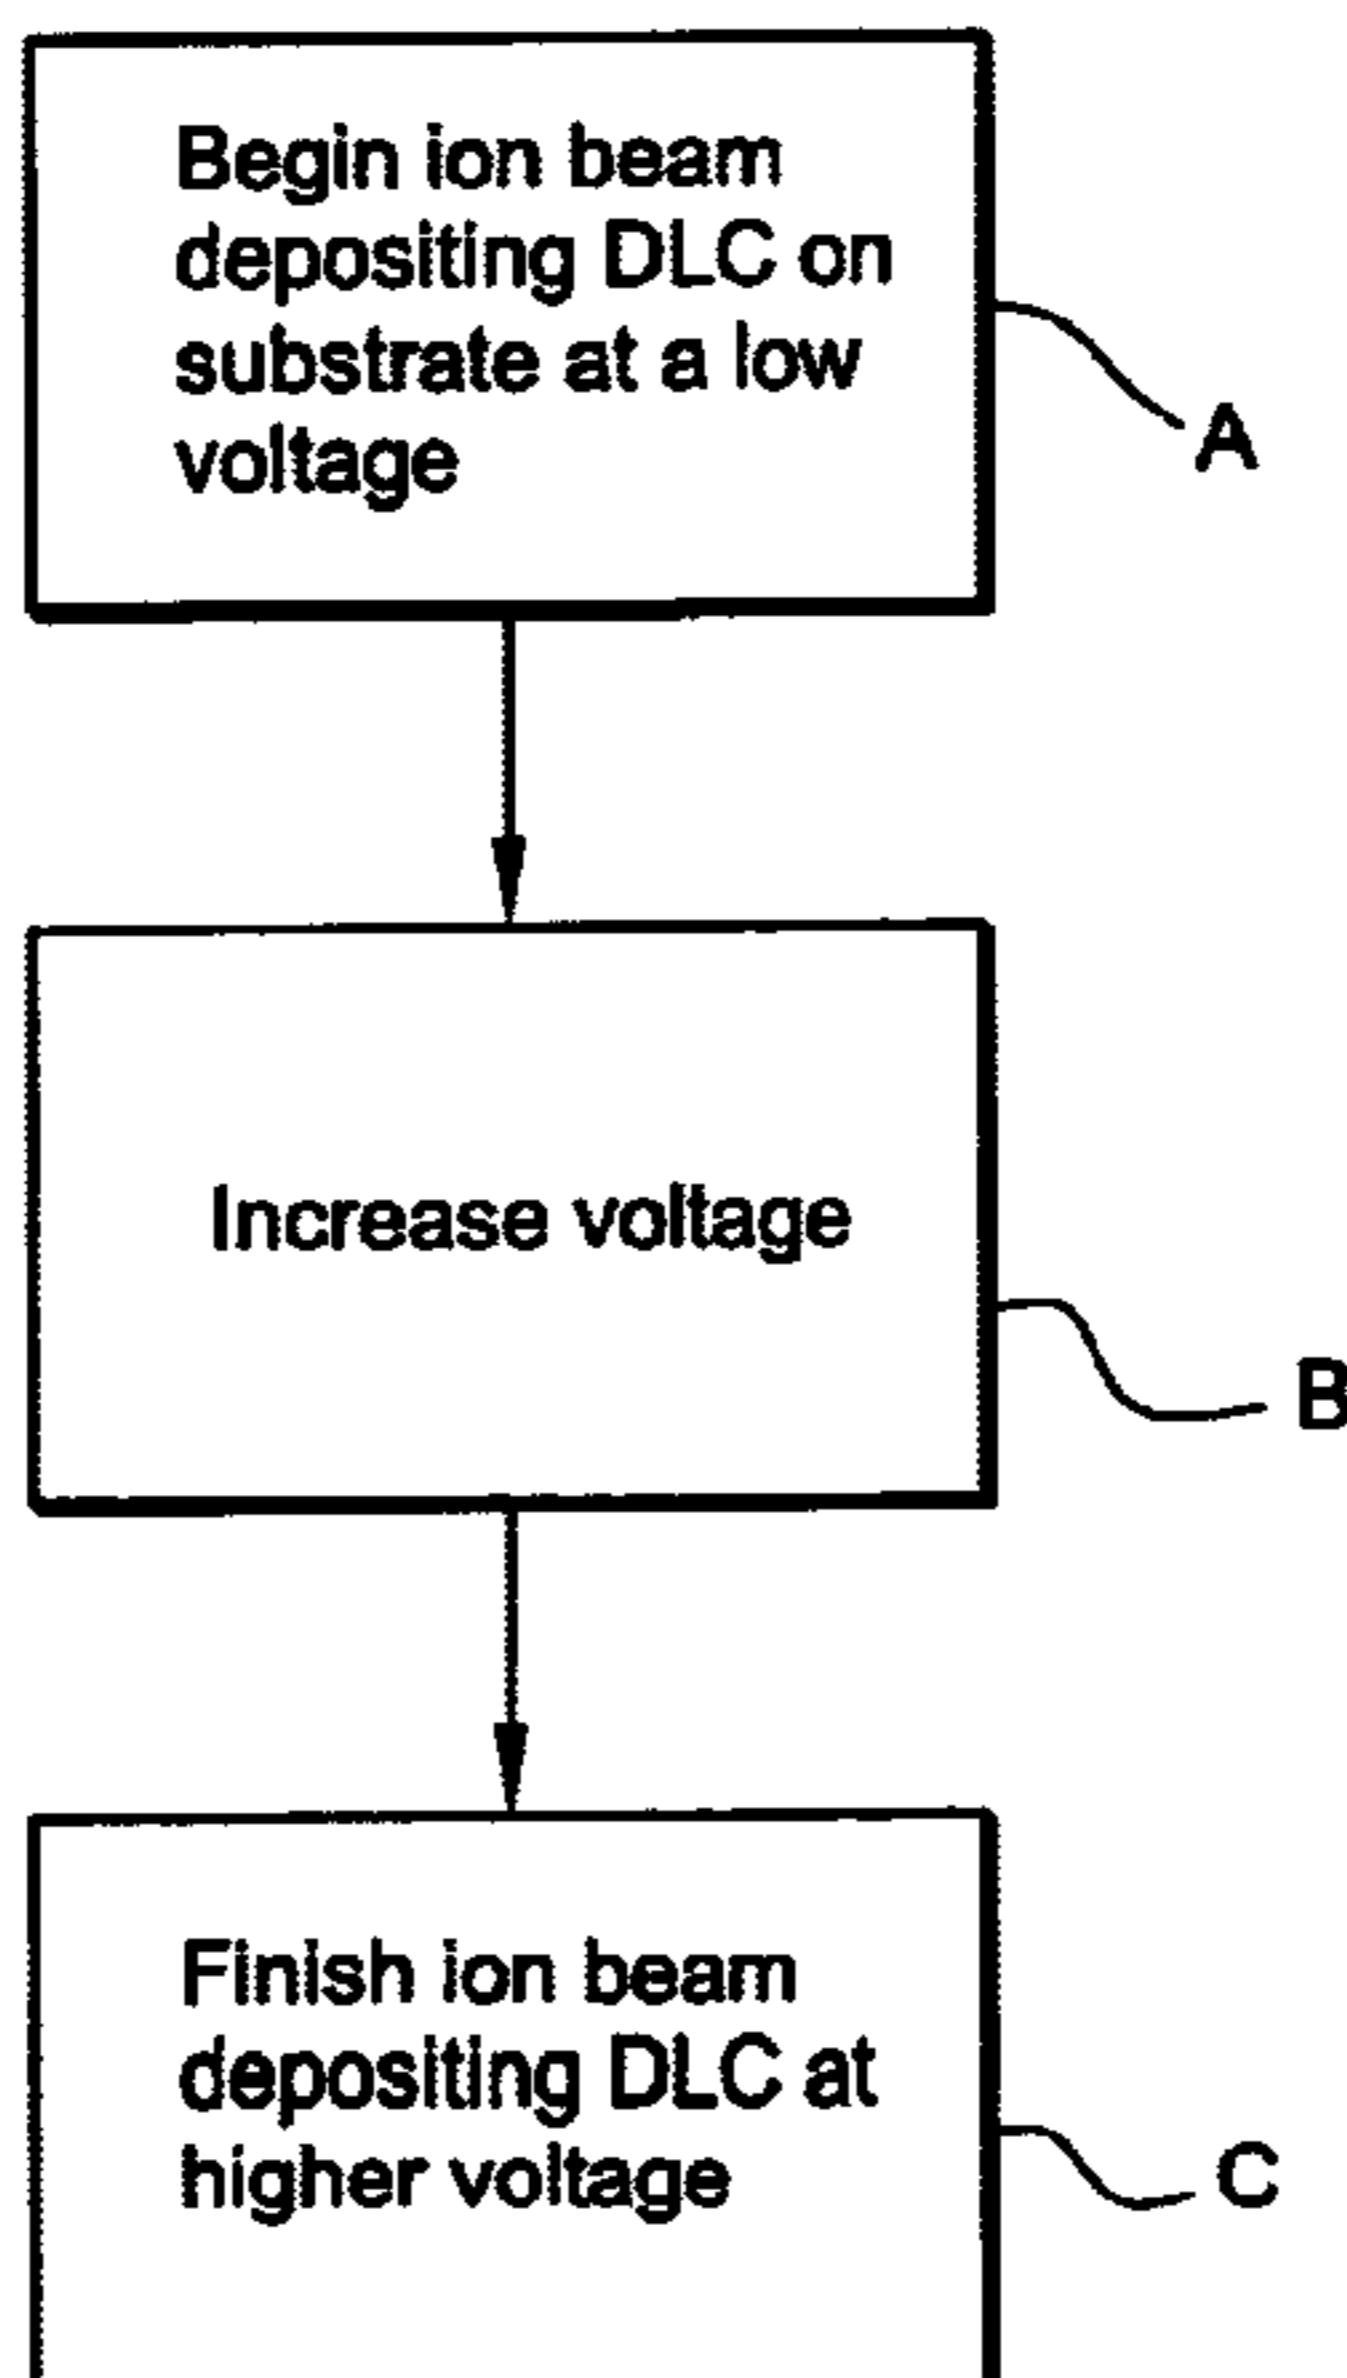 Begin ion beam
depositing DLC on
substrate at a low
voltage
A
Increase voltage
B
Finish ion beam
depositing DLC at
higher voltage
C